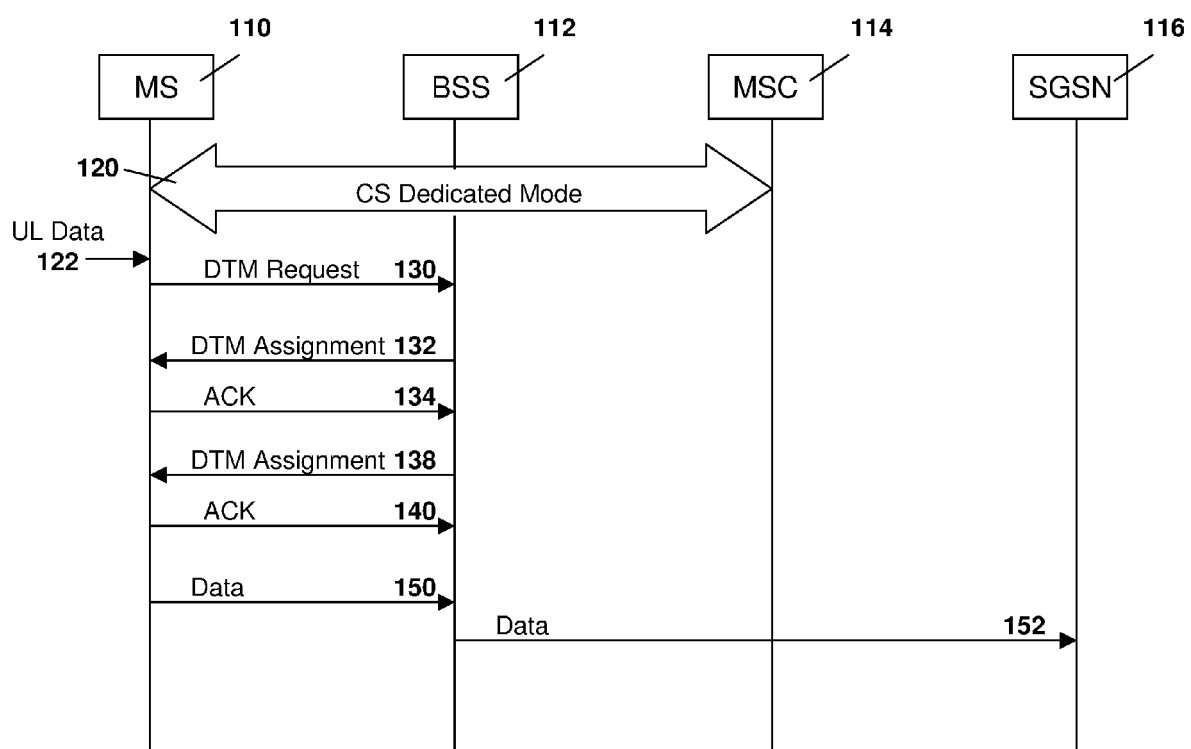 110 112 114 116
MS BSS MSC SGSN
120
CS Dedicated Mode
UL Data
122
DTM Request 130
DTM Assignment 132
ACK 134
DTM Assignment 138
ACK 140
Data 150
Data 152